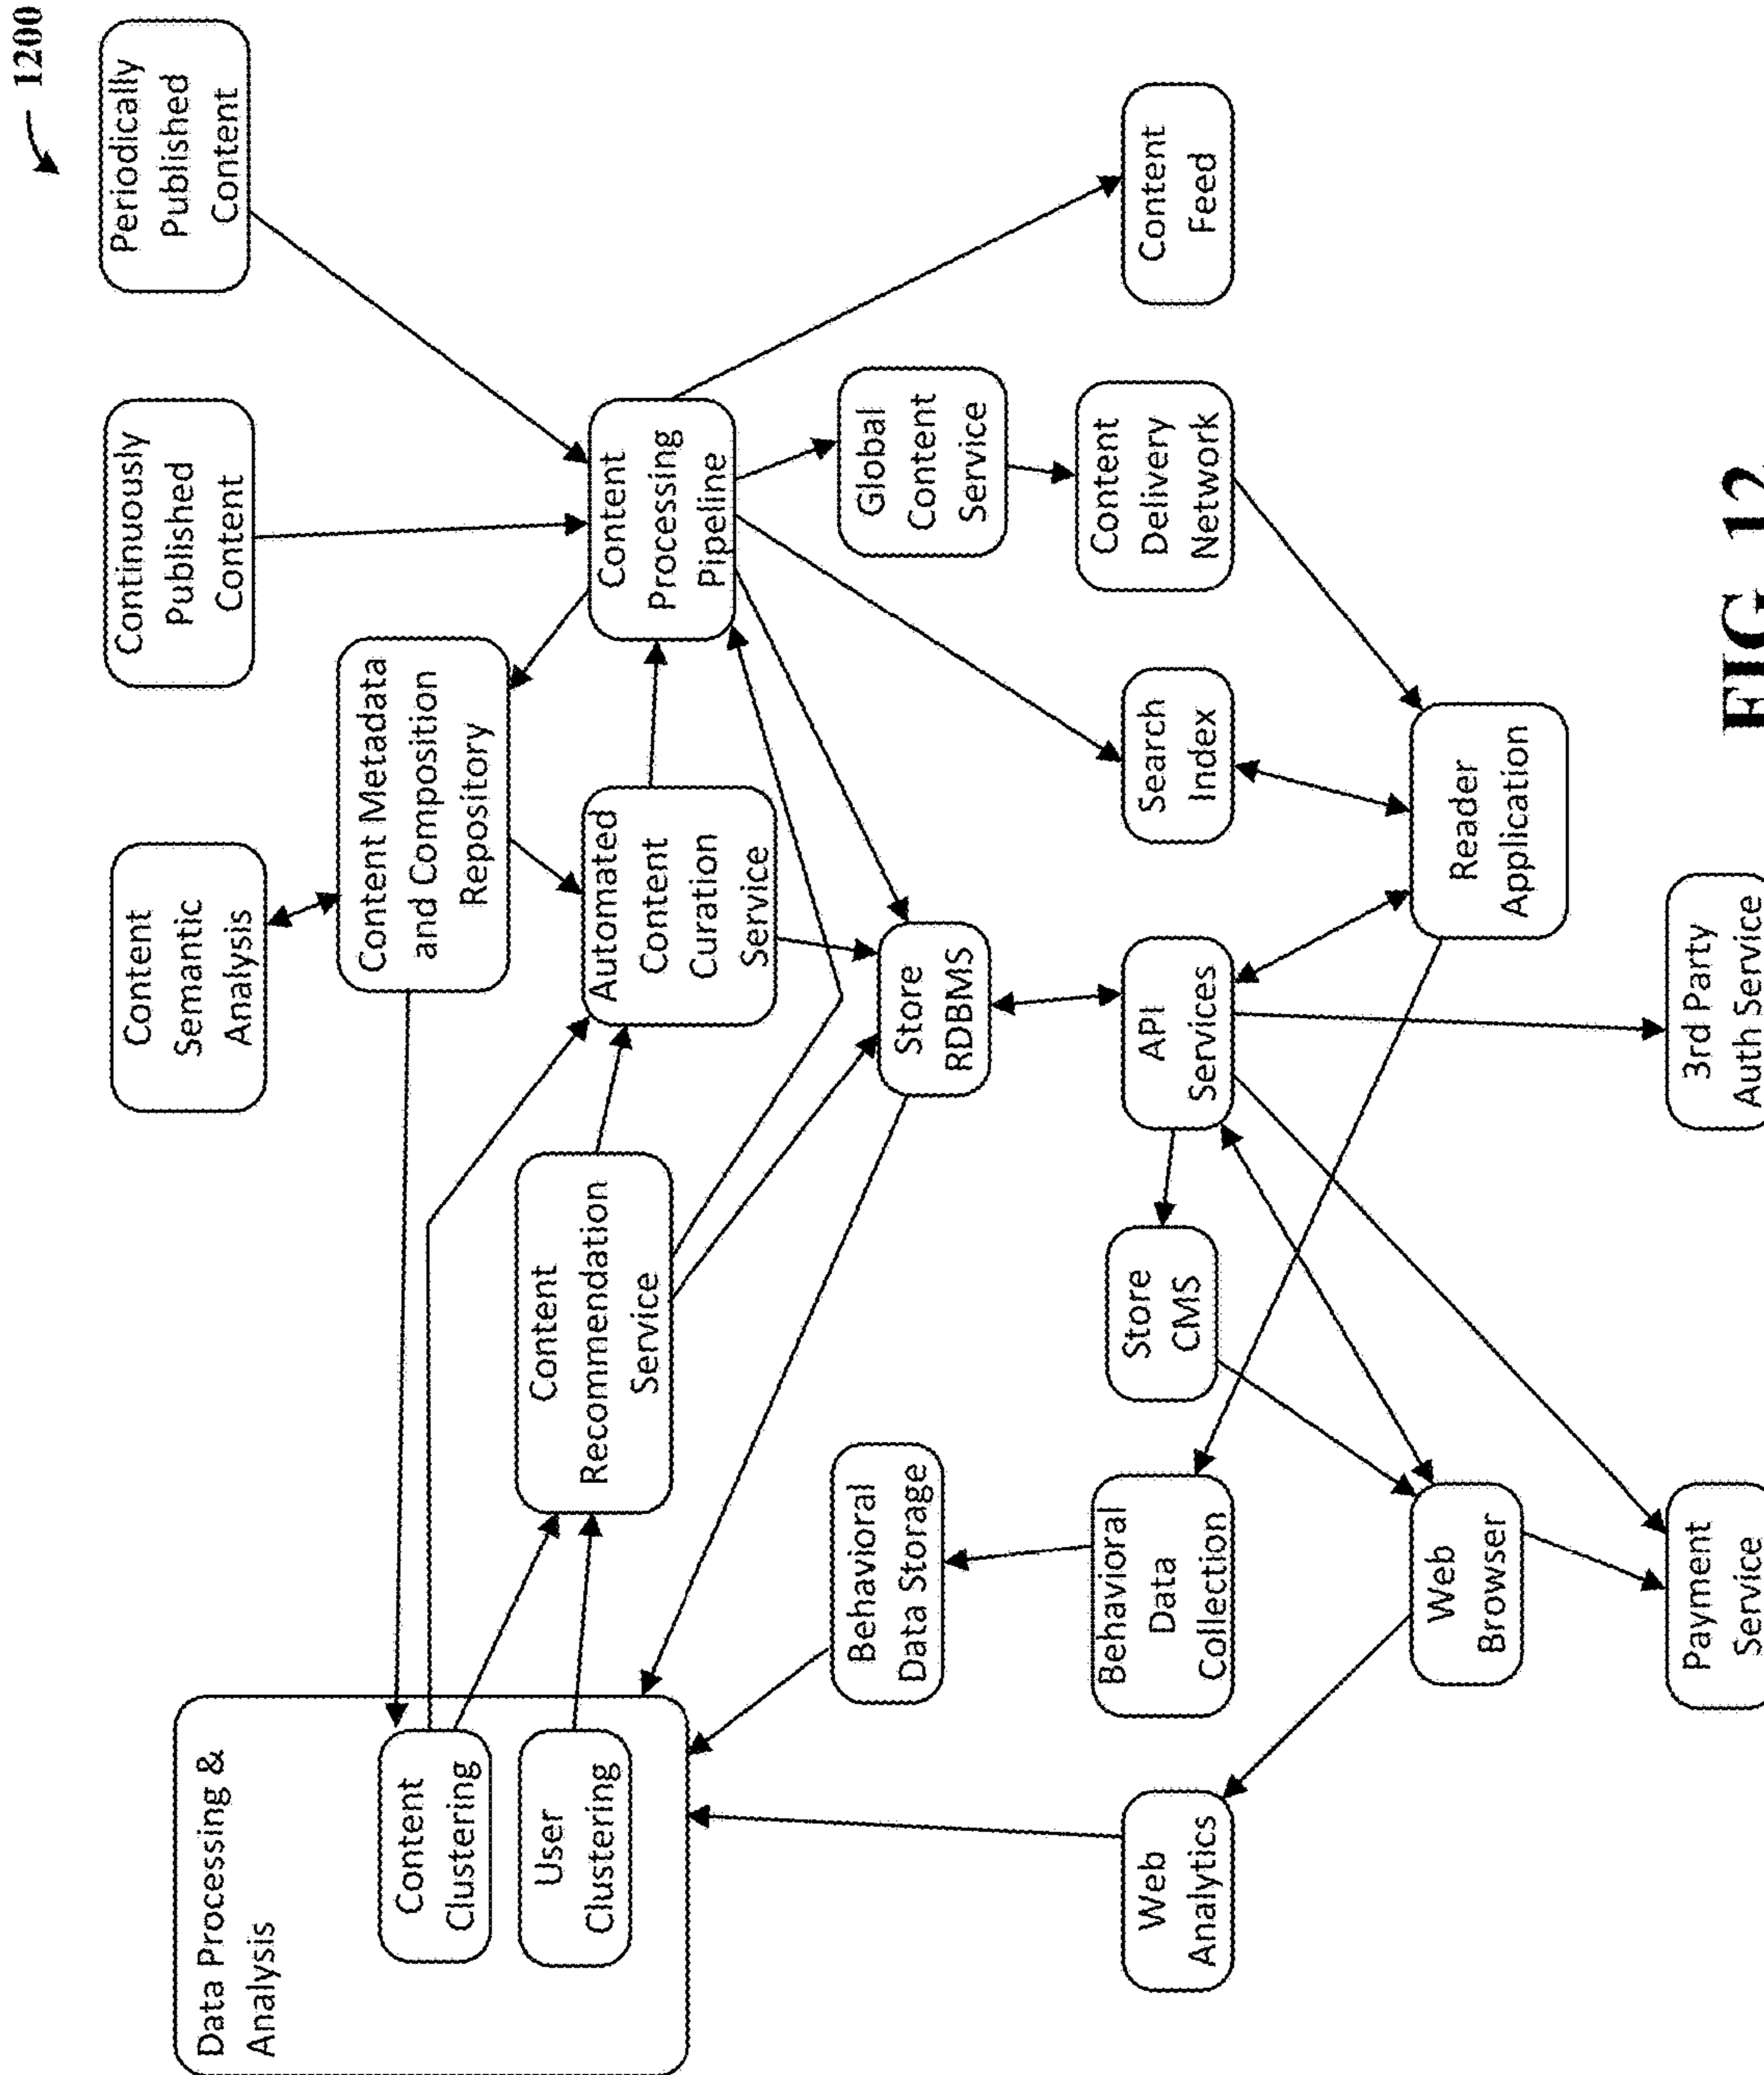 1200
Data Processing &
Analysis
Content
Semantic
Analysis
Continuously
Published
Content
Periodically
Published
Content
Content Metadata
and Composition
Repository
Content
Clustering
User
Clustering
Content
Recommendation
Service
Automated
Content
Curation
Service
Content
Processing
Pipeline
Behavioral
Data Storage
Store
RDBMS
Global
Content
Service
Web
Analytics
Behavioral
Data
Collection
Store
CMS
API
Services
Search
Index
Content
Delivery
Network
Content
Feed
Web
Browser
Reader
Application
Payment
Service
3rd Party
Auth Service
FIG 12